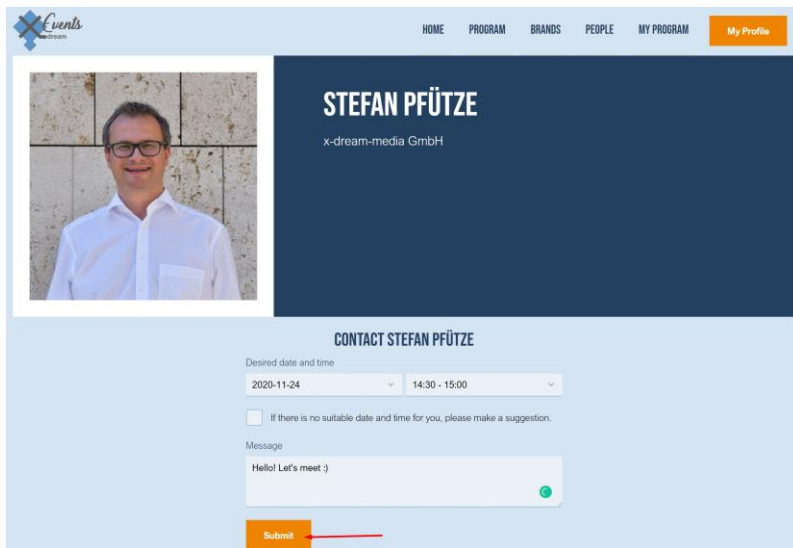 Events
x-dream
HOME PROGRAM BRANDS PEOPLE MY PROGRAM My Profile
STEFAN PFÜTZE
x-dream-media GmbH
CONTACT STEFAN PFÜTZE
Desired date and time
2020-11-24 14:30 - 15:00
If there is no suitable date and time for you, please make a suggestion.
Message
Hello! Let's meet :)
Submit